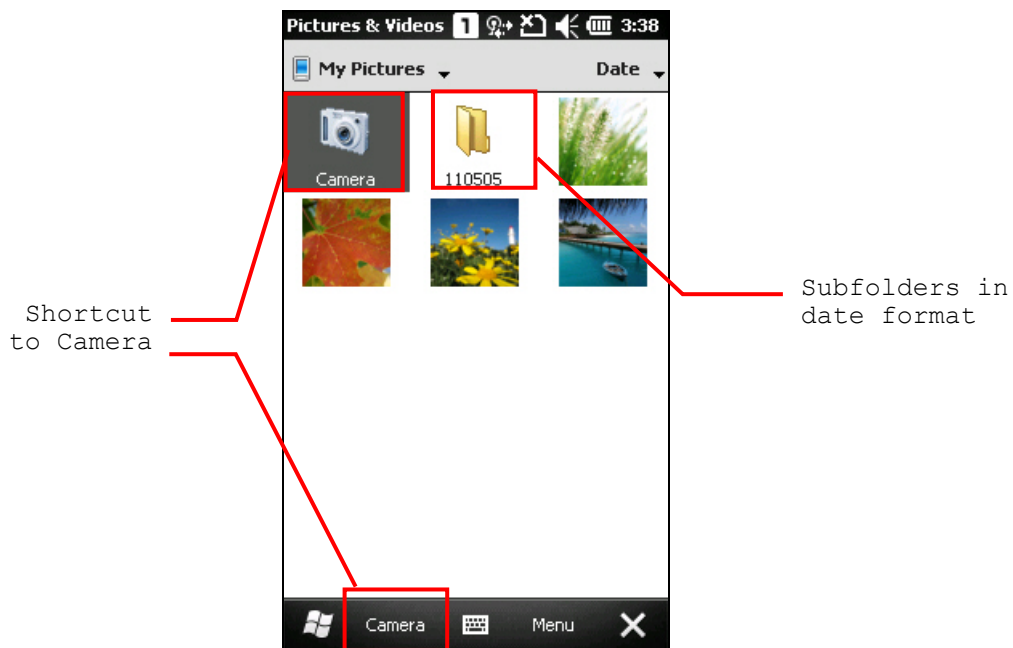 Pictures & Videos 1 3:38
My Pictures Date
Camera 110505
Shortcut
to Camera
Subfolders in
date format
Camera Menu